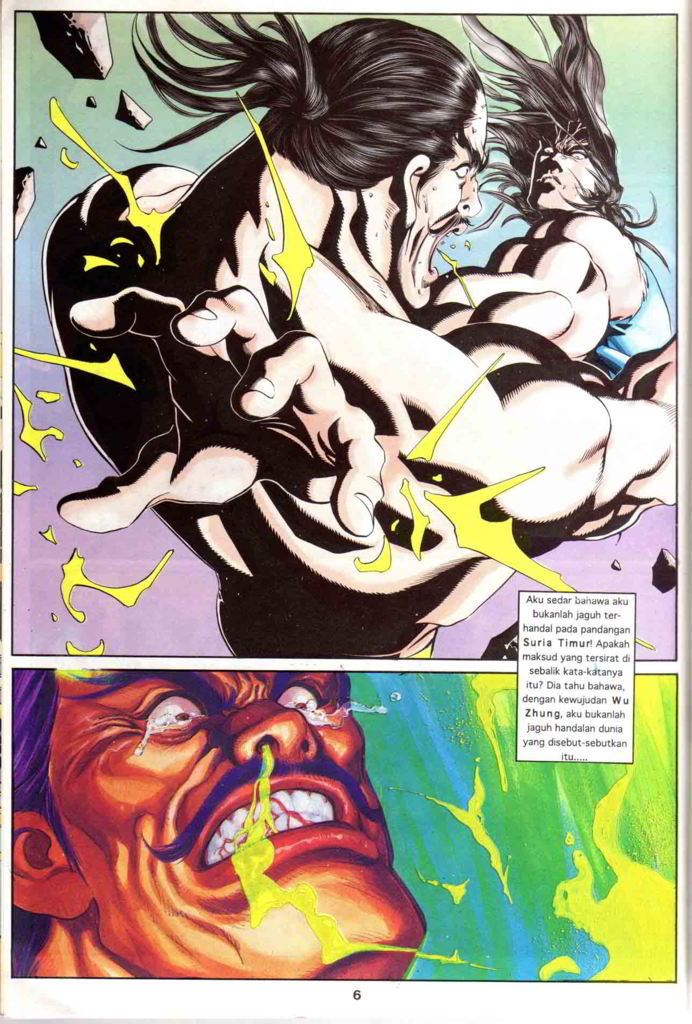 Aku sedar bahawa aku
bukanlah jaguh ter-
handal pada pandangan
Suria Timur! Apakah
maksud yang tersirat di
sebalik kata-katanya
itu? Dia tahu bahawa,
dengan kewujudan Wu
Zhung, aku bukanlah
jaguh handalan dunia
yang disebut-sebutkan
itu.....
6